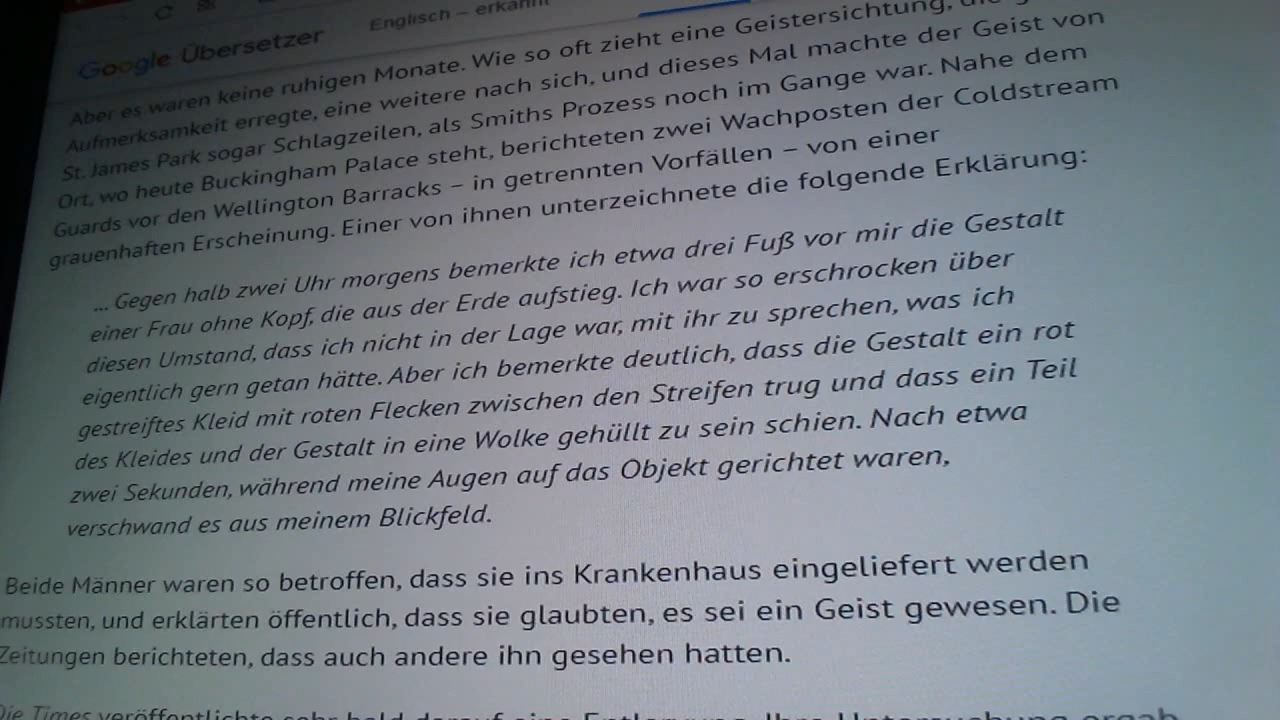 Google Übersetzer
Englisch – erkannt
Aber es waren keine ruhigen Monate. Wie so oft zieht eine Geistersichtung,
Aufmerksamkeit erregte, eine weitere nach sich, und dieses Mal machte der Geist von
St. James Park sogar Schlagzeilen, als Smiths Prozess noch im Gange war. Nahe dem
Ort, wo heute Buckingham Palace steht, berichteten zwei Wachposten der Coldstream
Guards vor den Wellington Barracks – in getrennten Vorfällen – von einer
grauenhaften Erscheinung. Einer von ihnen unterzeichnete die folgende Erklärung:
... Gegen halb zwei Uhr morgens bemerkte ich etwa drei Fuß vor mir die Gestalt
einer Frau ohne Kopf, die aus der Erde aufstieg. Ich war so erschrocken über
diesen Umstand, dass ich nicht in der Lage war, mit ihr zu sprechen, was ich
eigentlich gern getan hätte. Aber ich bemerkte deutlich, dass die Gestalt ein rot
gestreiftes Kleid mit roten Flecken zwischen den Streifen trug und dass ein Teil
des Kleides und der Gestalt in eine Wolke gehüllt zu sein schien. Nach etwa
zwei Sekunden, während meine Augen auf das Objekt gerichtet waren,
verschwand es aus meinem Blickfeld.
Beide Männer waren so betroffen, dass sie ins Krankenhaus eingeliefert werden
mussten, und erklärten öffentlich, dass sie glaubten, es sei ein Geist gewesen. Die
Zeitungen berichteten, dass auch andere ihn gesehen hatten.
Die Times veröffentlichte sehr bald darauf eine